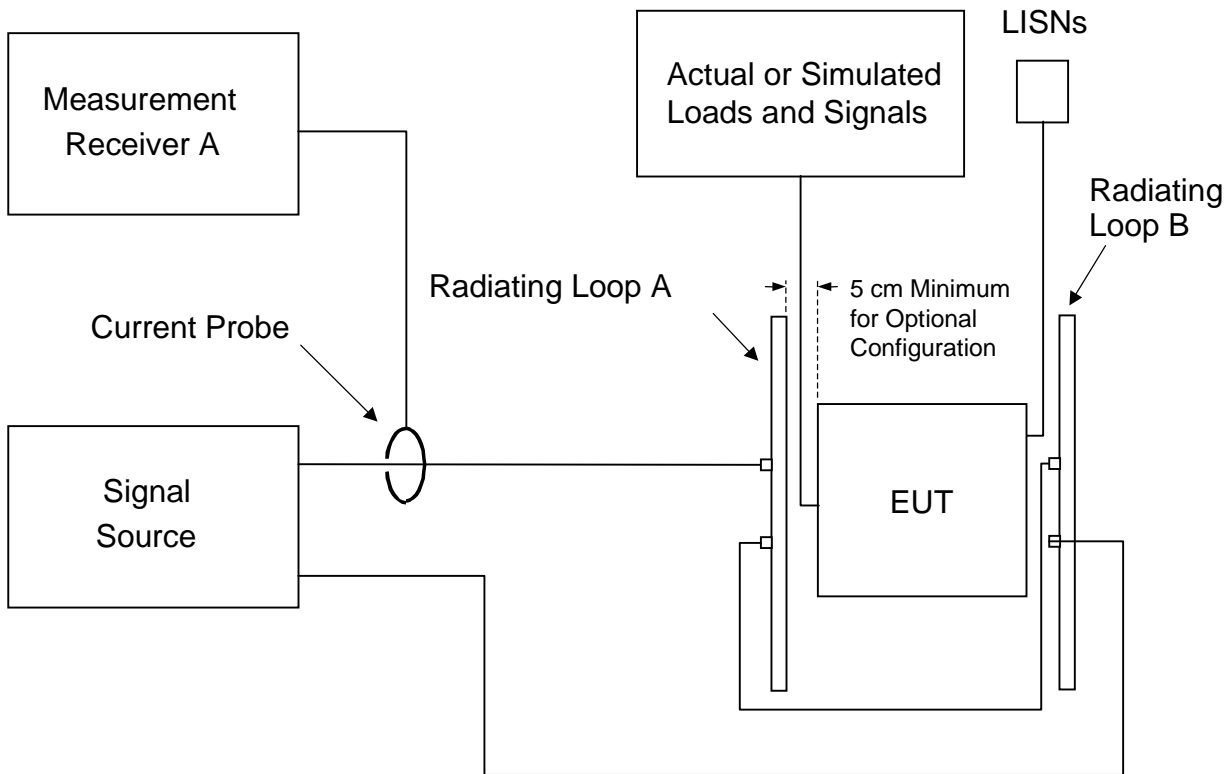 LISNs
Measurement
Receiver A
Actual or Simulated
Loads and Signals
Radiating
Loop B
Radiating Loop A
5 cm Minimum
for Optional
Configuration
Current Probe
Signal
Source
EUT